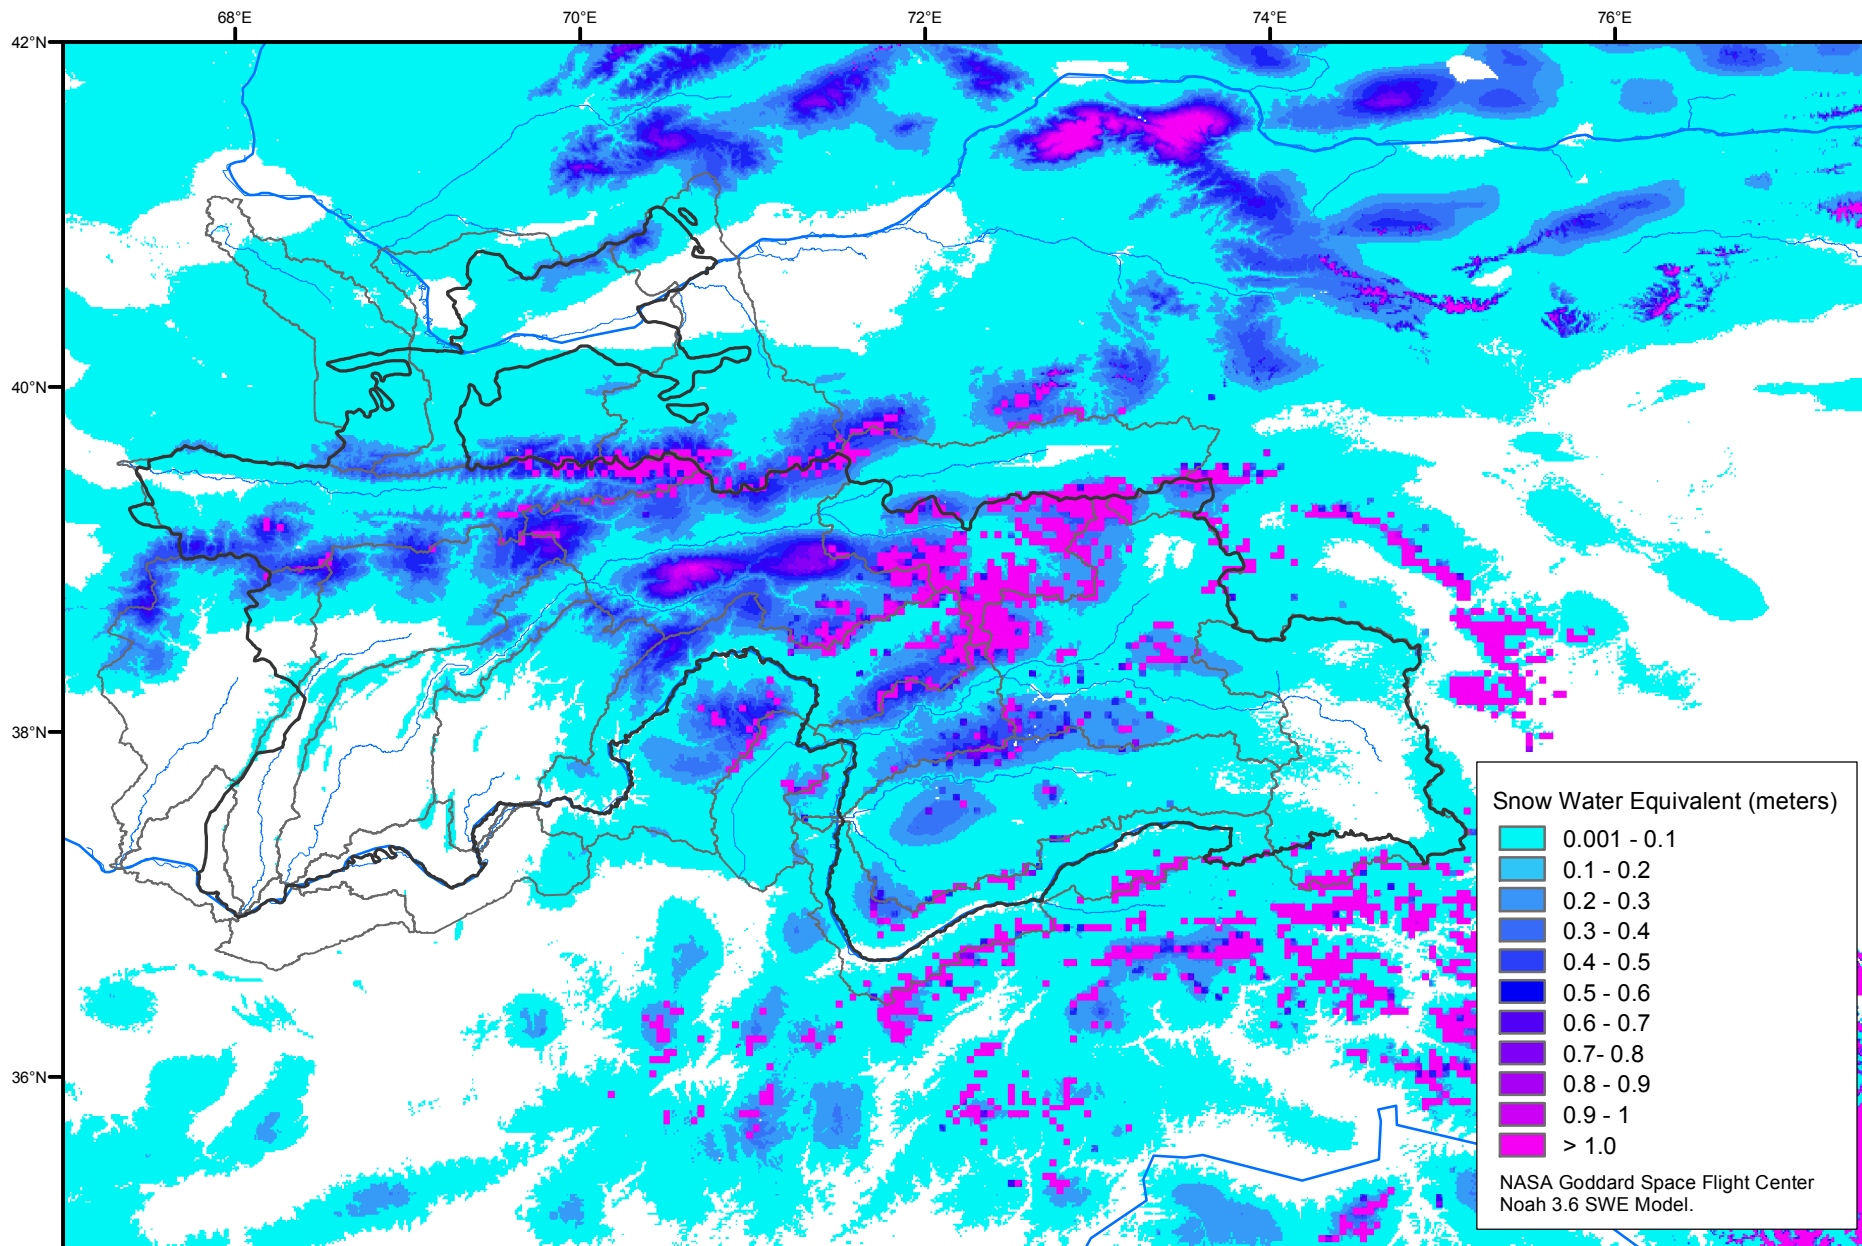 68°E
70°E
72°E
74°E
76°E
42°N
40°N
38°N
36°N
Snow Water Equivalent (meters)
0.001 - 0.1
0.1 - 0.2
0.2 - 0.3
0.3 - 0.4
0.4 - 0.5
0.5 - 0.6
0.6 - 0.7
0.7- 0.8
0.8 - 0.9
0.9 - 1
> 1.0
NASA Goddard Space Flight Center
Noah 3.6 SWE Model.